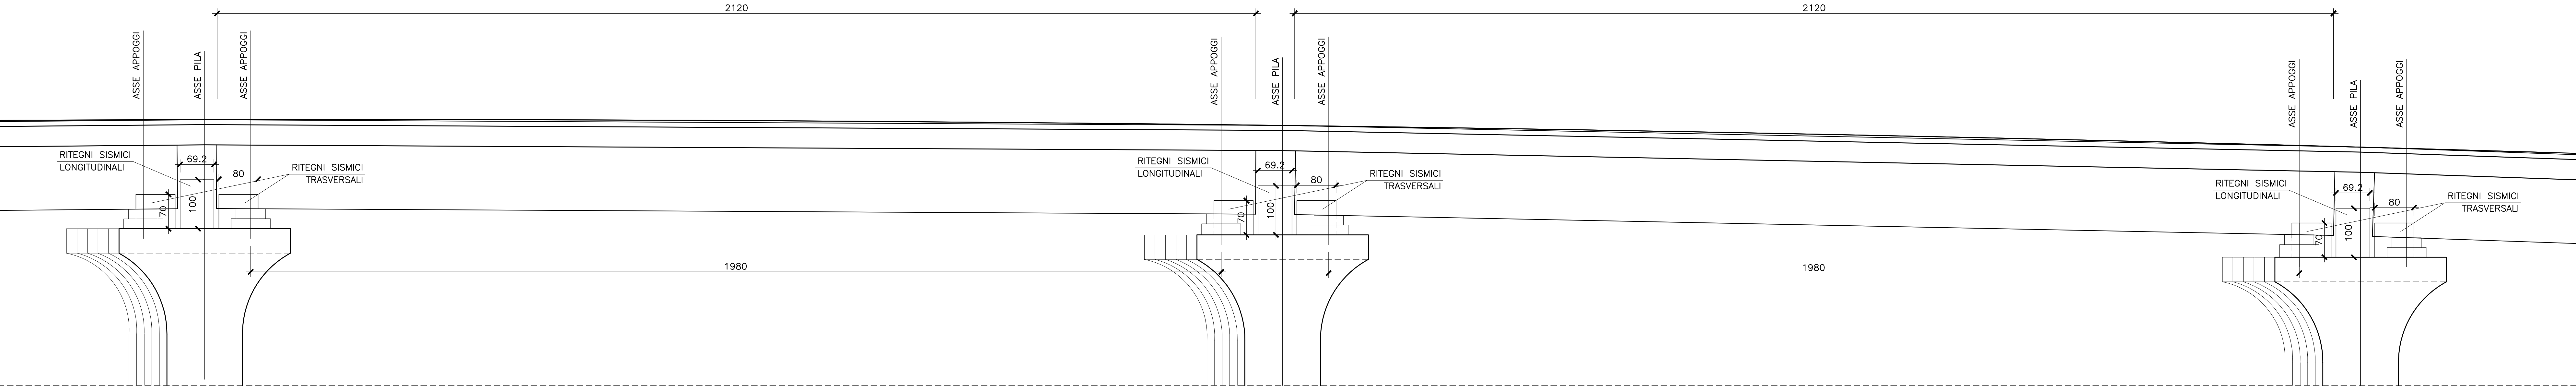 2120
2120
ASSE APPOGGI
ASSE PILA
ASSE APPOGGI
ASSE APPOGGI
ASSE PILA
ASSE APPOGGI
ASSE APPOGGI
ASSE PILA
ASSE APPOGGI
RITEGNI SISMICI
LONGITUDINALI
69.2
80
RITEGNI SISMICI
TRASVERSALI
70
100
RITEGNI SISMICI
LONGITUDINALI
69.2
80
RITEGNI SISMICI
TRASVERSALI
70
100
RITEGNI SISMICI
LONGITUDINALI
69.2
80
RITEGNI SISMICI
TRASVERSALI
70
100
1980
1980